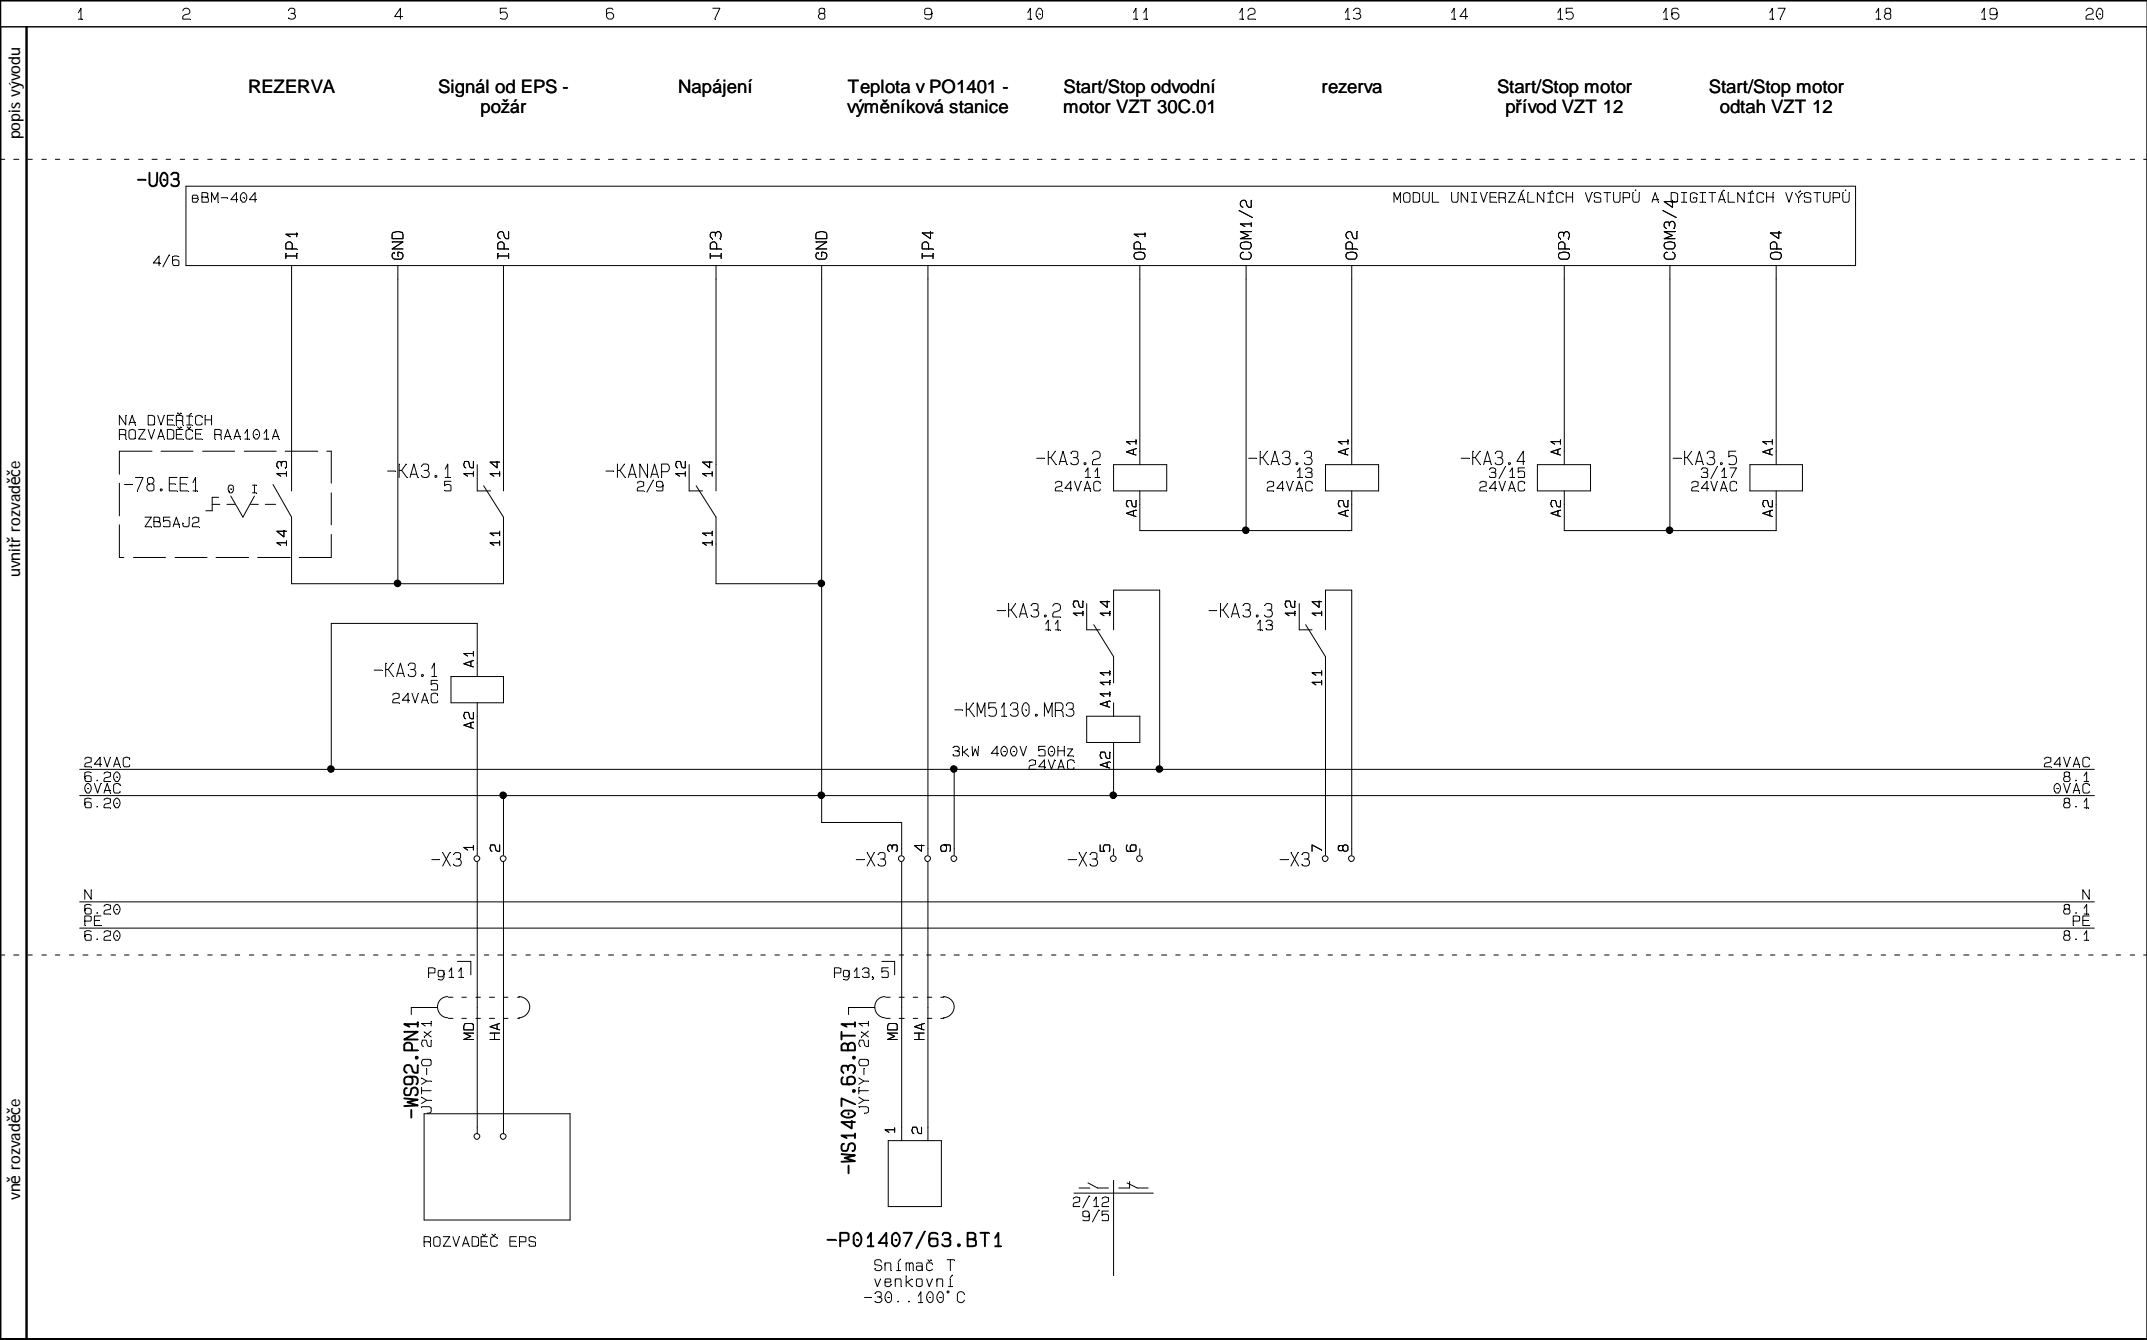 1 2 3 4 5 6 7 8 9 10 11 12 13 14 15 16 17 18 19 20
popis vývodu
REZERVA
Signál od EPS -
požár
Napájení
Teplota v PO1401 -
výměníková stanice
Start/Stop odvodní
motor VZT 30C.01
rezerva
Start/Stop motor
přívod VZT 12
Start/Stop motor
odtah VZT 12
-U03
BM-404
MODUL UNIVERZÁLNÍCH VSTUPŮ A DIGITÁLNÍCH VÝSTUPŮ
4/6
IP1
GND
IP2
IP3
GND
IP4
OP1
COM1/2
OP2
OP3
COM3/4
OP4
uvnitř rozvaděče
NA DVEŘÍCH
ROZVADĚČE RAA101A
-78.EE1
0 I
ZB5AJ2
13
14
-KA3.1
5
12
14
11
-KANAP
2/9
12
14
11
-KA3.2
11
24VAC
A1
A2
-KA3.3
13
24VAC
A1
A2
-KA3.4
3/15
24VAC
A1
A2
-KA3.5
3/17
24VAC
A1
A2
-KA3.2
11
12
14
11
-KA3.3
13
12
14
11
-KA3.1
5
24VAC
A1
A2
-KM5130.MR3
3kW 400V 50Hz
24VAC
A1
A2
24VAC
6.20
0VAC
6.20
24VAC
8.1
0VAC
8.1
-X3 1 2
-X3 3 4 9
-X3 5 6
-X3 7 8
N
6.20
PE
6.20
N
8.1
PE
8.1
vně rozvaděče
Pg11
-WS92.PN1
JYTY-O 2x1
MD
HA
ROZVADĚČ EPS
Pg13,5
-WS1407.63.BT1
JYTY-O 2x1
MD
HA
1
2
-P01407/63.BT1
Snímač T
venkovní
-30..100°C
2/12
9/5